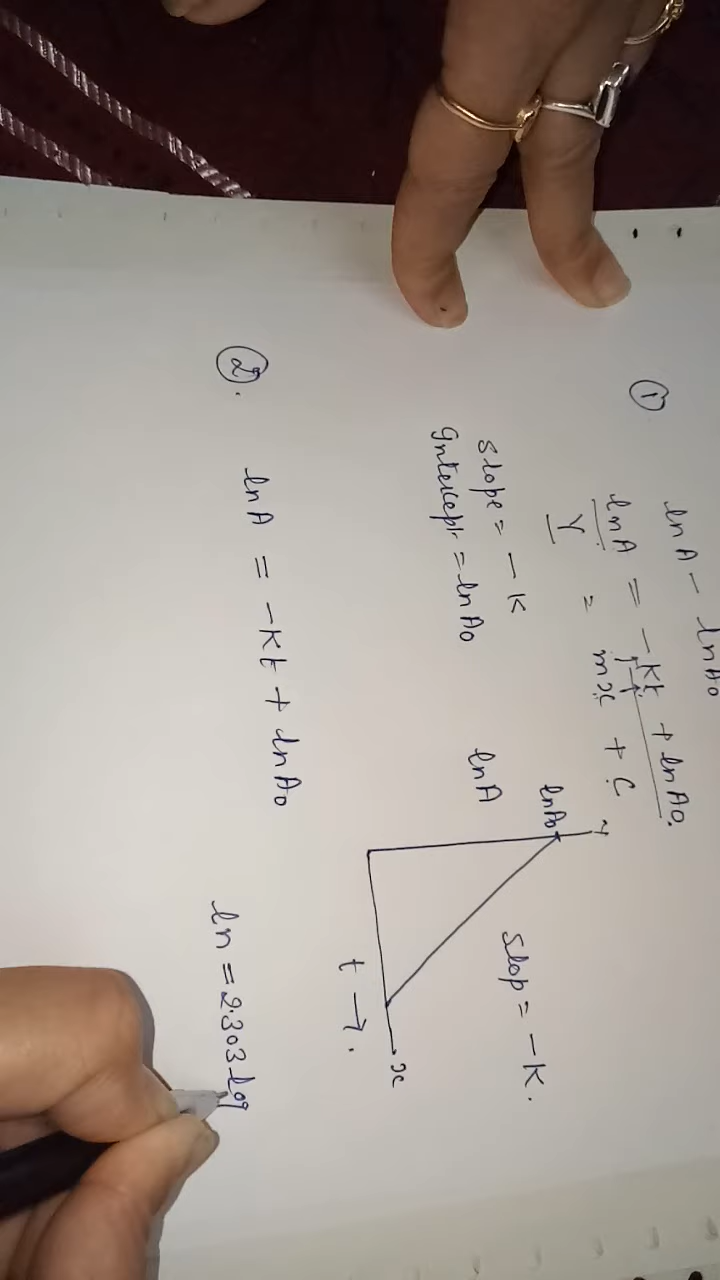 ln A - ln A₀
① ln A = -Kt + ln A₀.
Y = mx + C
Slope = -K
Intercept = ln A₀
Y
ln A₀
ln A
Slop = -K.
x
t →.
②. ln A = -Kt + ln A₀
ln = 2.303 log